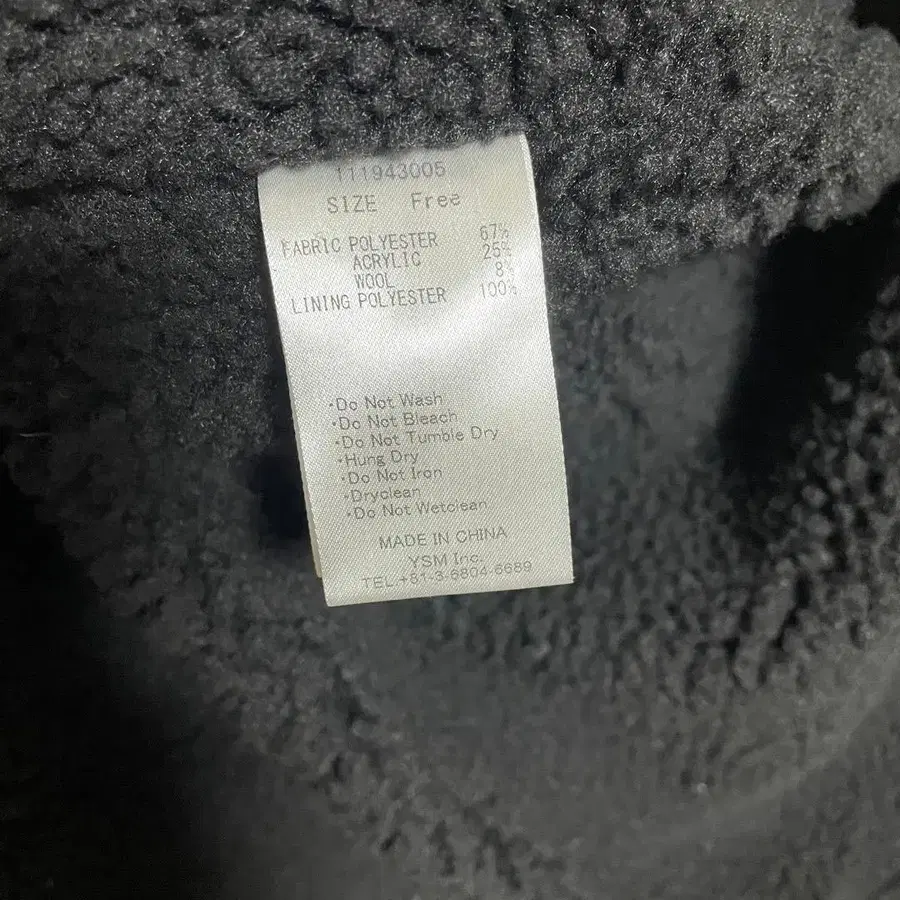 111943005
SIZE Free
FABRIC POLYESTER 67%
ACRYLIC 25%
WOOL 8%
LINING POLYESTER 100%
·Do Not Wash
·Do Not Bleach
·Do Not Tumble Dry
·Hung Dry
·Do Not Iron
·Dryclean
·Do Not Wetclean
MADE IN CHINA
YSM Inc.
TEL +81-3-6804-6689